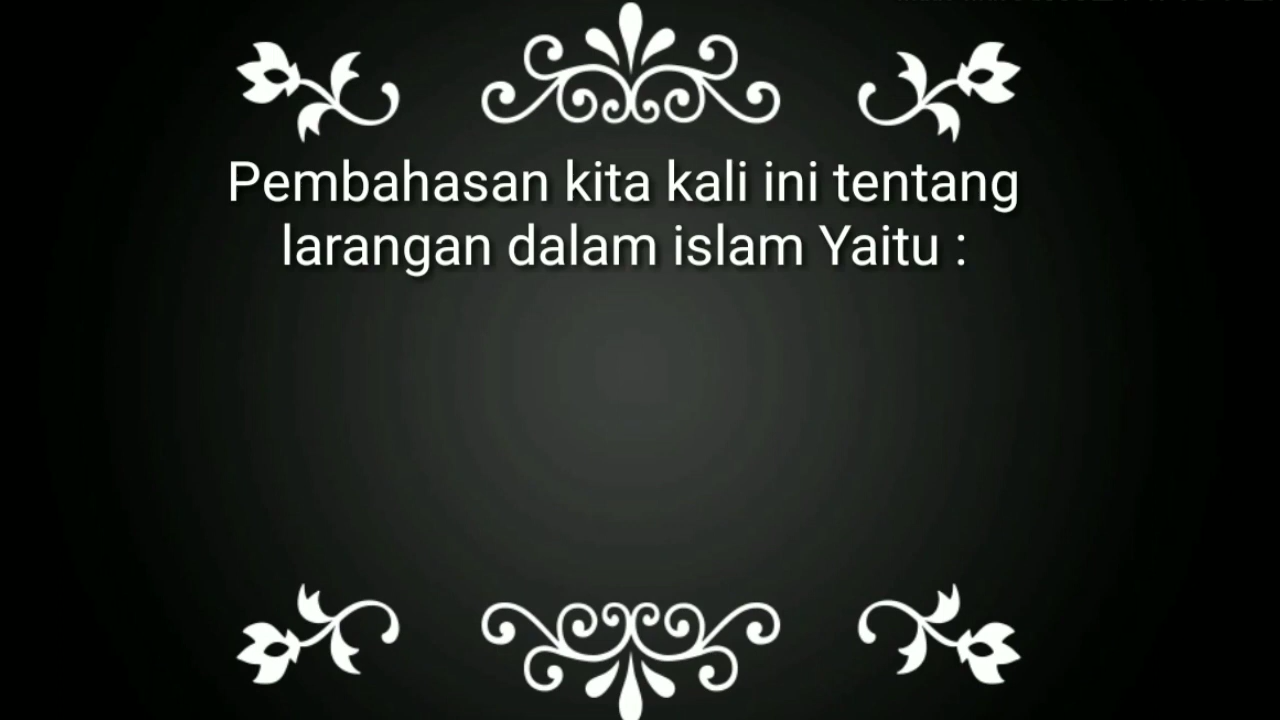 Pembahasan kita kali ini tentang
larangan dalam islam Yaitu :